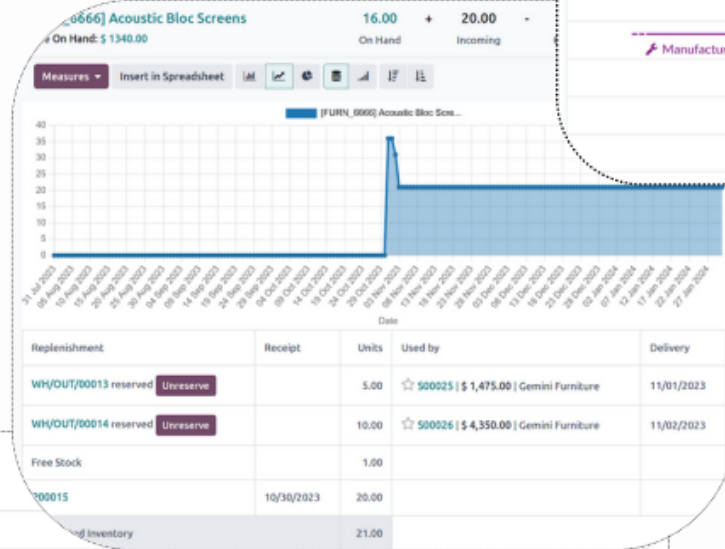 _6666] Acoustic Bloc Screens
16.00 + 20.00 -
On Hand: $ 1340.00
On Hand Incoming
Manufactur
Measures Insert in Spreadsheet
[FURN_6666] Acoustic Bloc Scre...
40
35
30
25
20
15
10
5
0
31 Jul 2023 05 Aug 2023 10 Aug 2023 15 Aug 2023 20 Aug 2023 25 Aug 2023 30 Aug 2023 04 Sep 2023 09 Sep 2023 14 Sep 2023 19 Sep 2023 24 Sep 2023 29 Sep 2023 04 Oct 2023 09 Oct 2023 14 Oct 2023 19 Oct 2023 24 Oct 2023 29 Oct 2023 03 Nov 2023 08 Nov 2023 13 Nov 2023 18 Nov 2023 23 Nov 2023 28 Nov 2023 03 Dec 2023 08 Dec 2023 13 Dec 2023 18 Dec 2023 23 Dec 2023 28 Dec 2023 02 Jan 2024 07 Jan 2024 12 Jan 2024 17 Jan 2024 22 Jan 2024 27 Jan 2024
Date
Replenishment Receipt Units Used by Delivery
WH/OUT/00013 reserved Unreserve 5.00 S00025 | $ 1,475.00 | Gemini Furniture 11/01/2023
WH/OUT/00014 reserved Unreserve 10.00 S00026 | $ 4,350.00 | Gemini Furniture 11/02/2023
Free Stock 1.00
00015 10/30/2023 20.00
ed Inventory 21.00